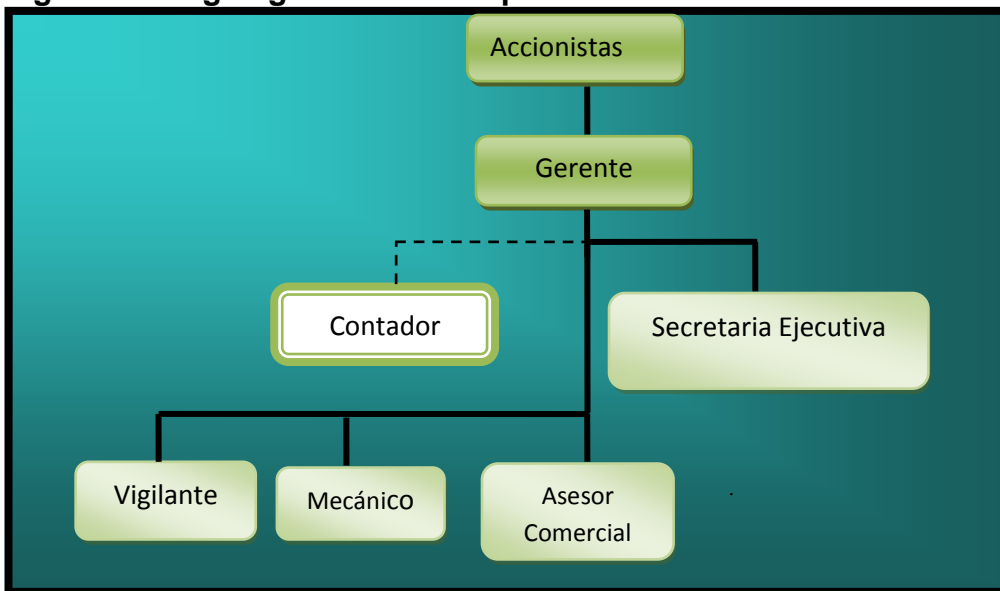 Accionistas
Gerente
Contador
Secretaria Ejecutiva
Vigilante
Mecánico
Asesor
Comercial